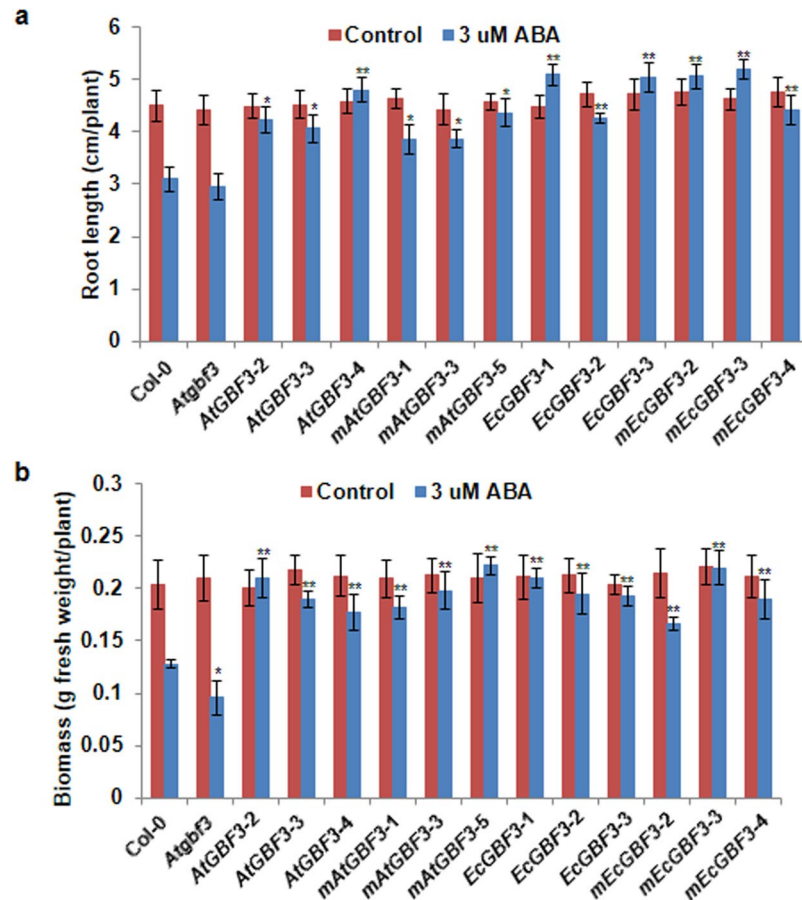 a
Control 3 uM ABA
Root length (cm/plant)
6
5
4
3
2
1
0
* * ** * * * ** ** ** ** ** **
Col-0 Atgbf3 AtGBF3-2 AtGBF3-3 AtGBF3-4 mAtGBF3-1 mAtGBF3-3 mAtGBF3-5 EcGBF3-1 EcGBF3-2 EcGBF3-3 mEcGBF3-2 mEcGBF3-3 mEcGBF3-4
b
Control 3 uM ABA
Biomass (g fresh weight/plant)
0.3
0.25
0.2
0.15
0.1
0.05
0
* ** ** ** ** ** ** ** ** ** ** ** **
Col-0 Atgbf3 AtGBF3-2 AtGBF3-3 AtGBF3-4 mAtGBF3-1 mAtGBF3-3 mAtGBF3-5 EcGBF3-1 EcGBF3-2 EcGBF3-3 mEcGBF3-2 mEcGBF3-3 mEcGBF3-4